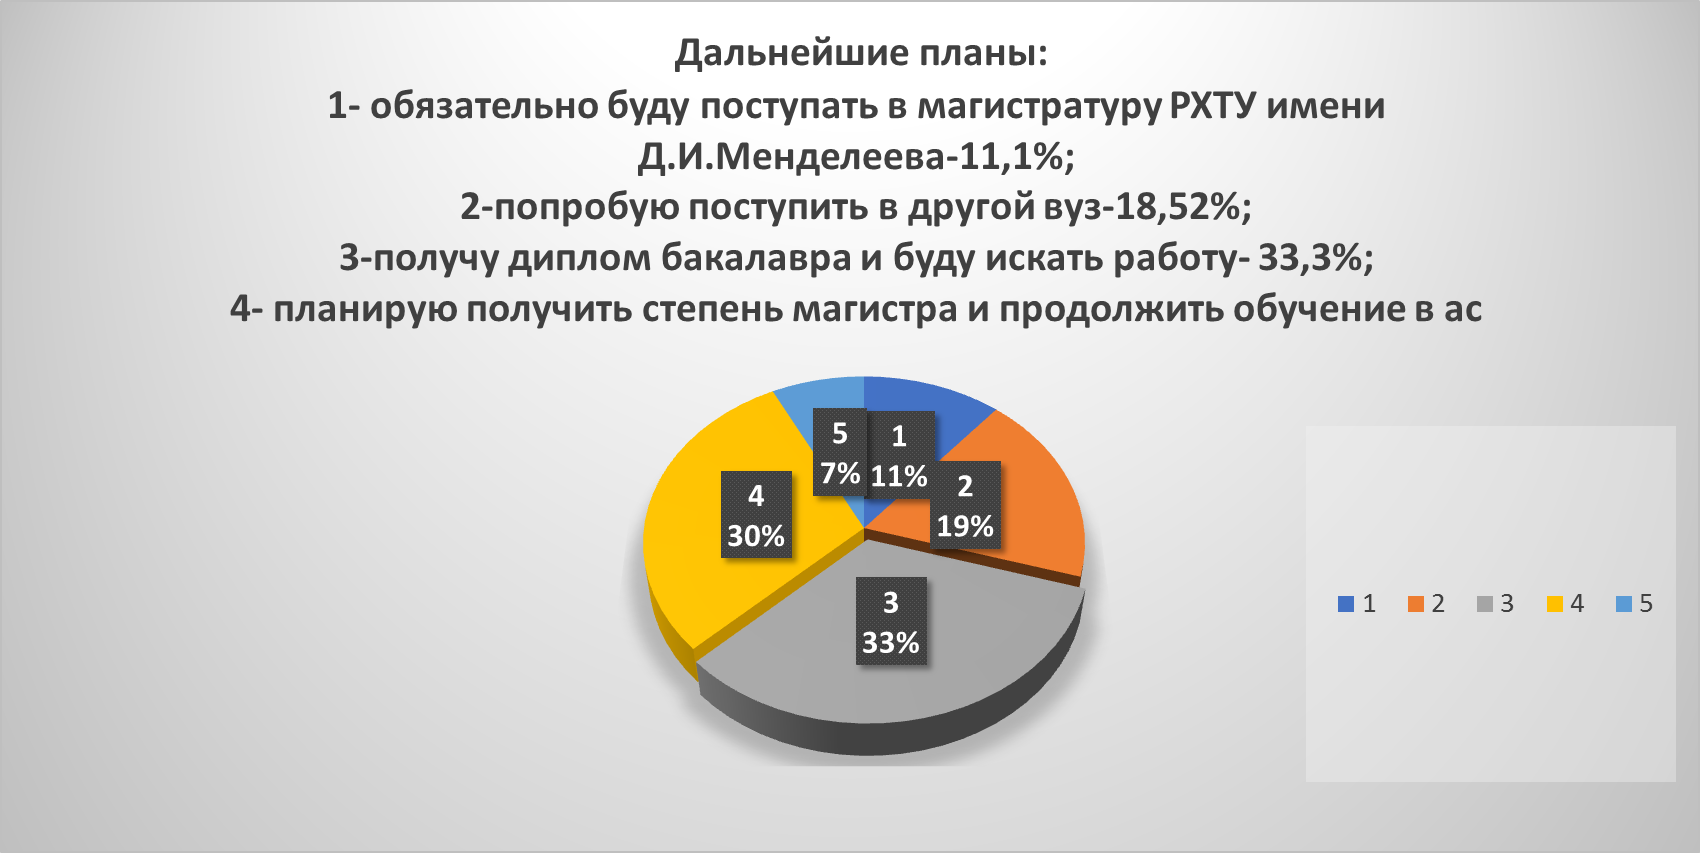 Дальнейшие планы:
1- обязательно буду поступать в магистратуру РХТУ имени
Д.И.Менделеева-11,1%;
2-попробую поступить в другой вуз-18,52%;
3-получу диплом бакалавра и буду искать работу- 33,3%;
4- планирую получить степень магистра и продолжить обучение в ас
5
7%
1
11%
2
19%
4
30%
3
33%
1 2 3 4 5